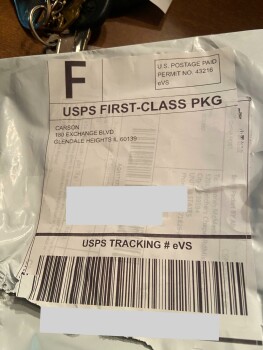 F
U.S. POSTAGE PAID
PERMIT NO. 43218
eVS
USPS FIRST-CLASS PKG
CARSON
160 EXCHANGE BLVD
GLENDALE HEIGHTS IL 60139
USPS TRACKING # eVS